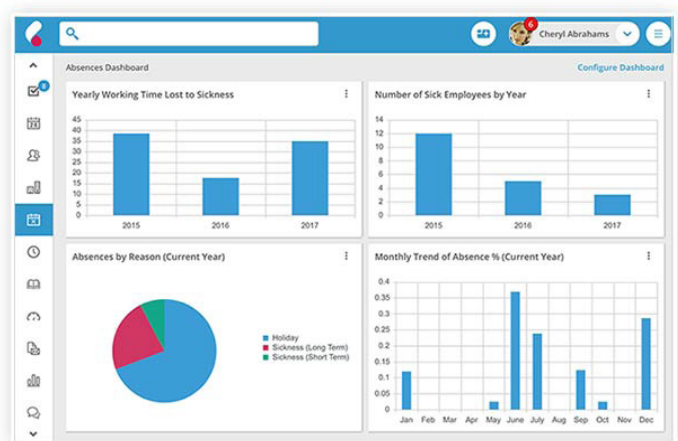 6
Cheryl Abrahams
8
Absences Dashboard
Configure Dashboard
Yearly Working Time Lost to Sickness
45
40
35
30
25
20
15
10
5
0
2015 2016 2017
Number of Sick Employees by Year
14
12
10
8
6
4
2
0
2015 2016 2017
Absences by Reason (Current Year)
Holiday
Sickness (Long Term)
Sickness (Short Term)
Monthly Trend of Absence % (Current Year)
0.4
0.35
0.3
0.25
0.2
0.15
0.1
0.05
0
Jan Feb Mar Apr May June July Aug Sep Oct Nov Dec